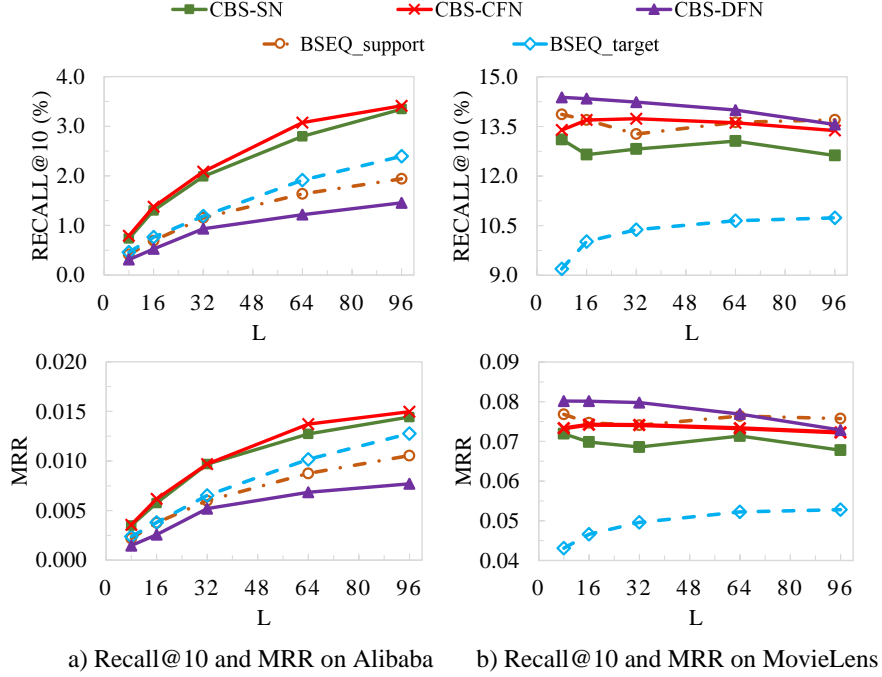 CBS-SN CBS-CFN CBS-DFN
BSEQ_support BSEQ_target
RECALL@10 (%)
4.0
3.0
2.0
1.0
0.0
0 16 32 48 64 80 96
L
RECALL@10 (%)
15.0
13.5
12.0
10.5
9.0
0 16 32 48 64 80 96
L
MRR
0.020
0.015
0.010
0.005
0.000
0 16 32 48 64 80 96
L
MRR
0.09
0.08
0.07
0.06
0.05
0.04
0 16 32 48 64 80 96
L
a) Recall@10 and MRR on Alibaba
b) Recall@10 and MRR on MovieLens